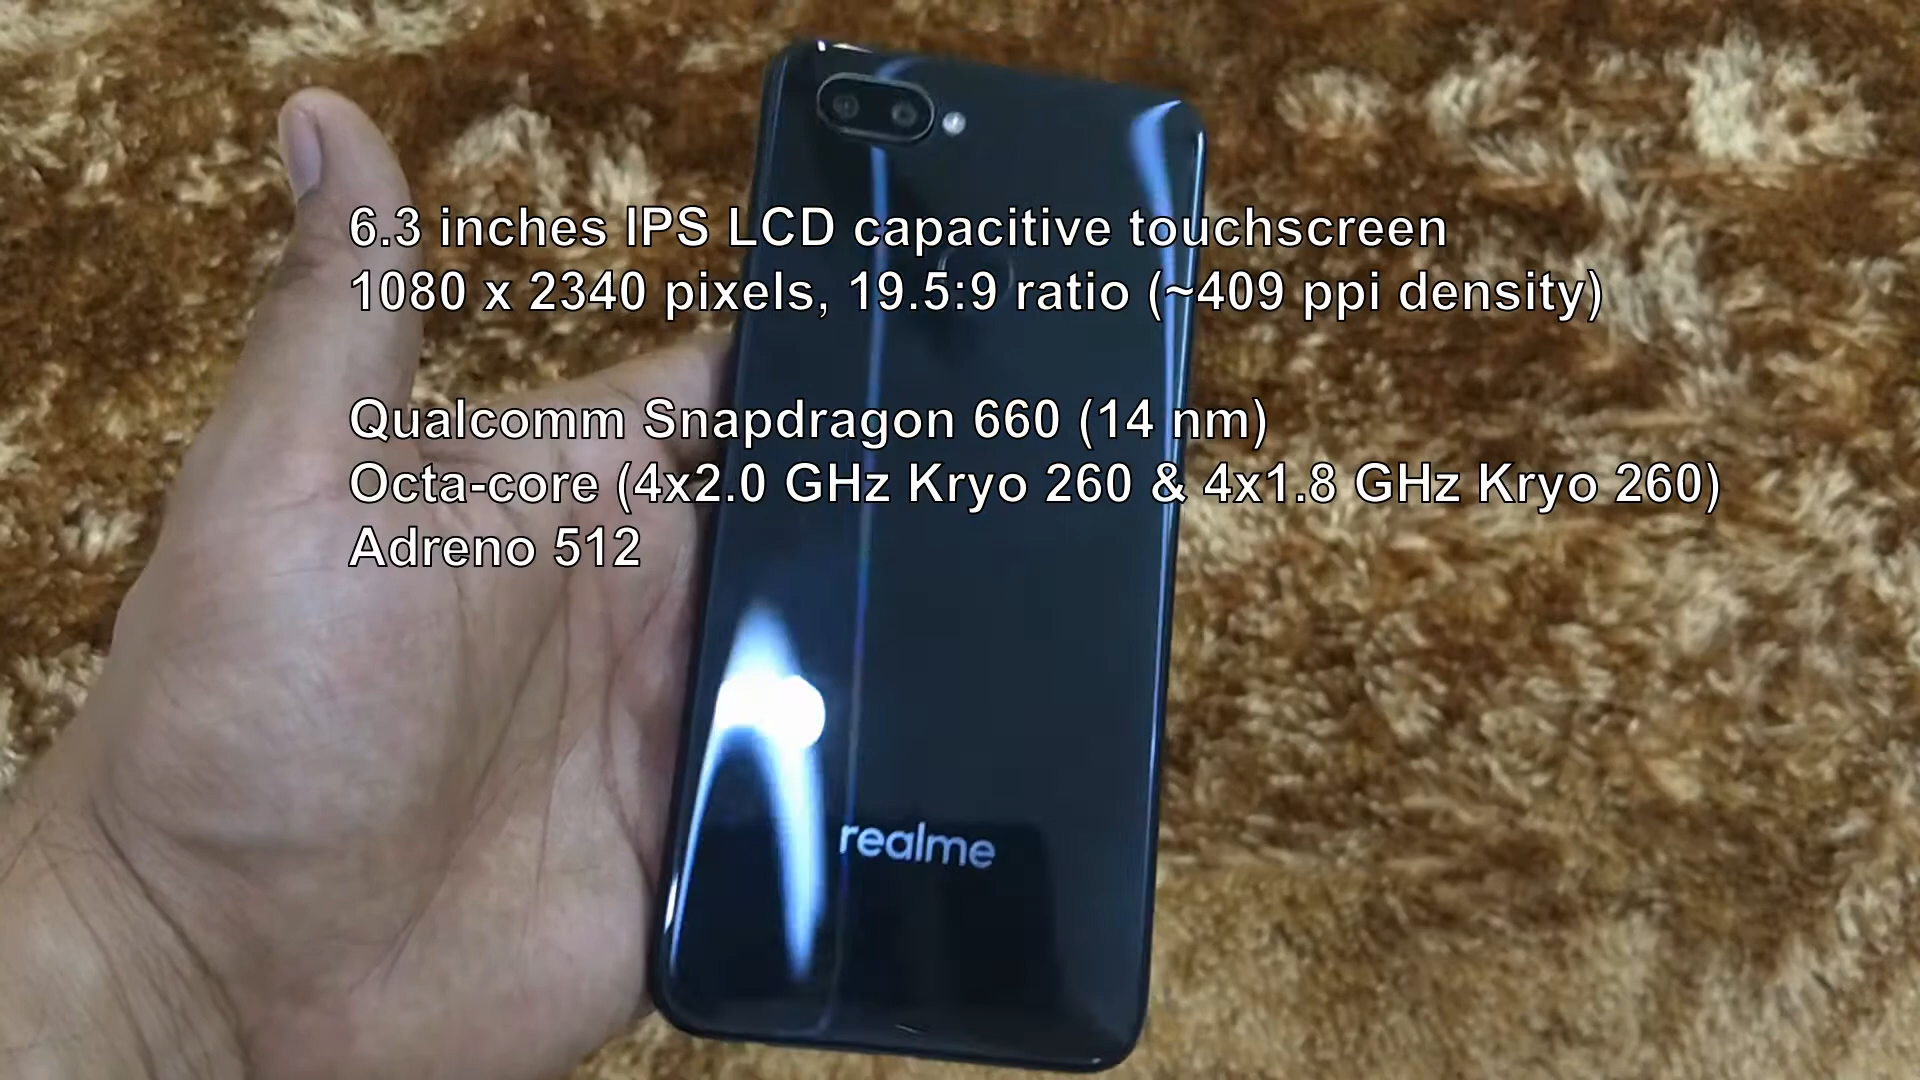 6.3 inches IPS LCD capacitive touchscreen
1080 x 2340 pixels, 19.5:9 ratio (~409 ppi density)
Qualcomm Snapdragon 660 (14 nm)
Octa-core (4x2.0 GHz Kryo 260 & 4x1.8 GHz Kryo 260)
Adreno 512
realme